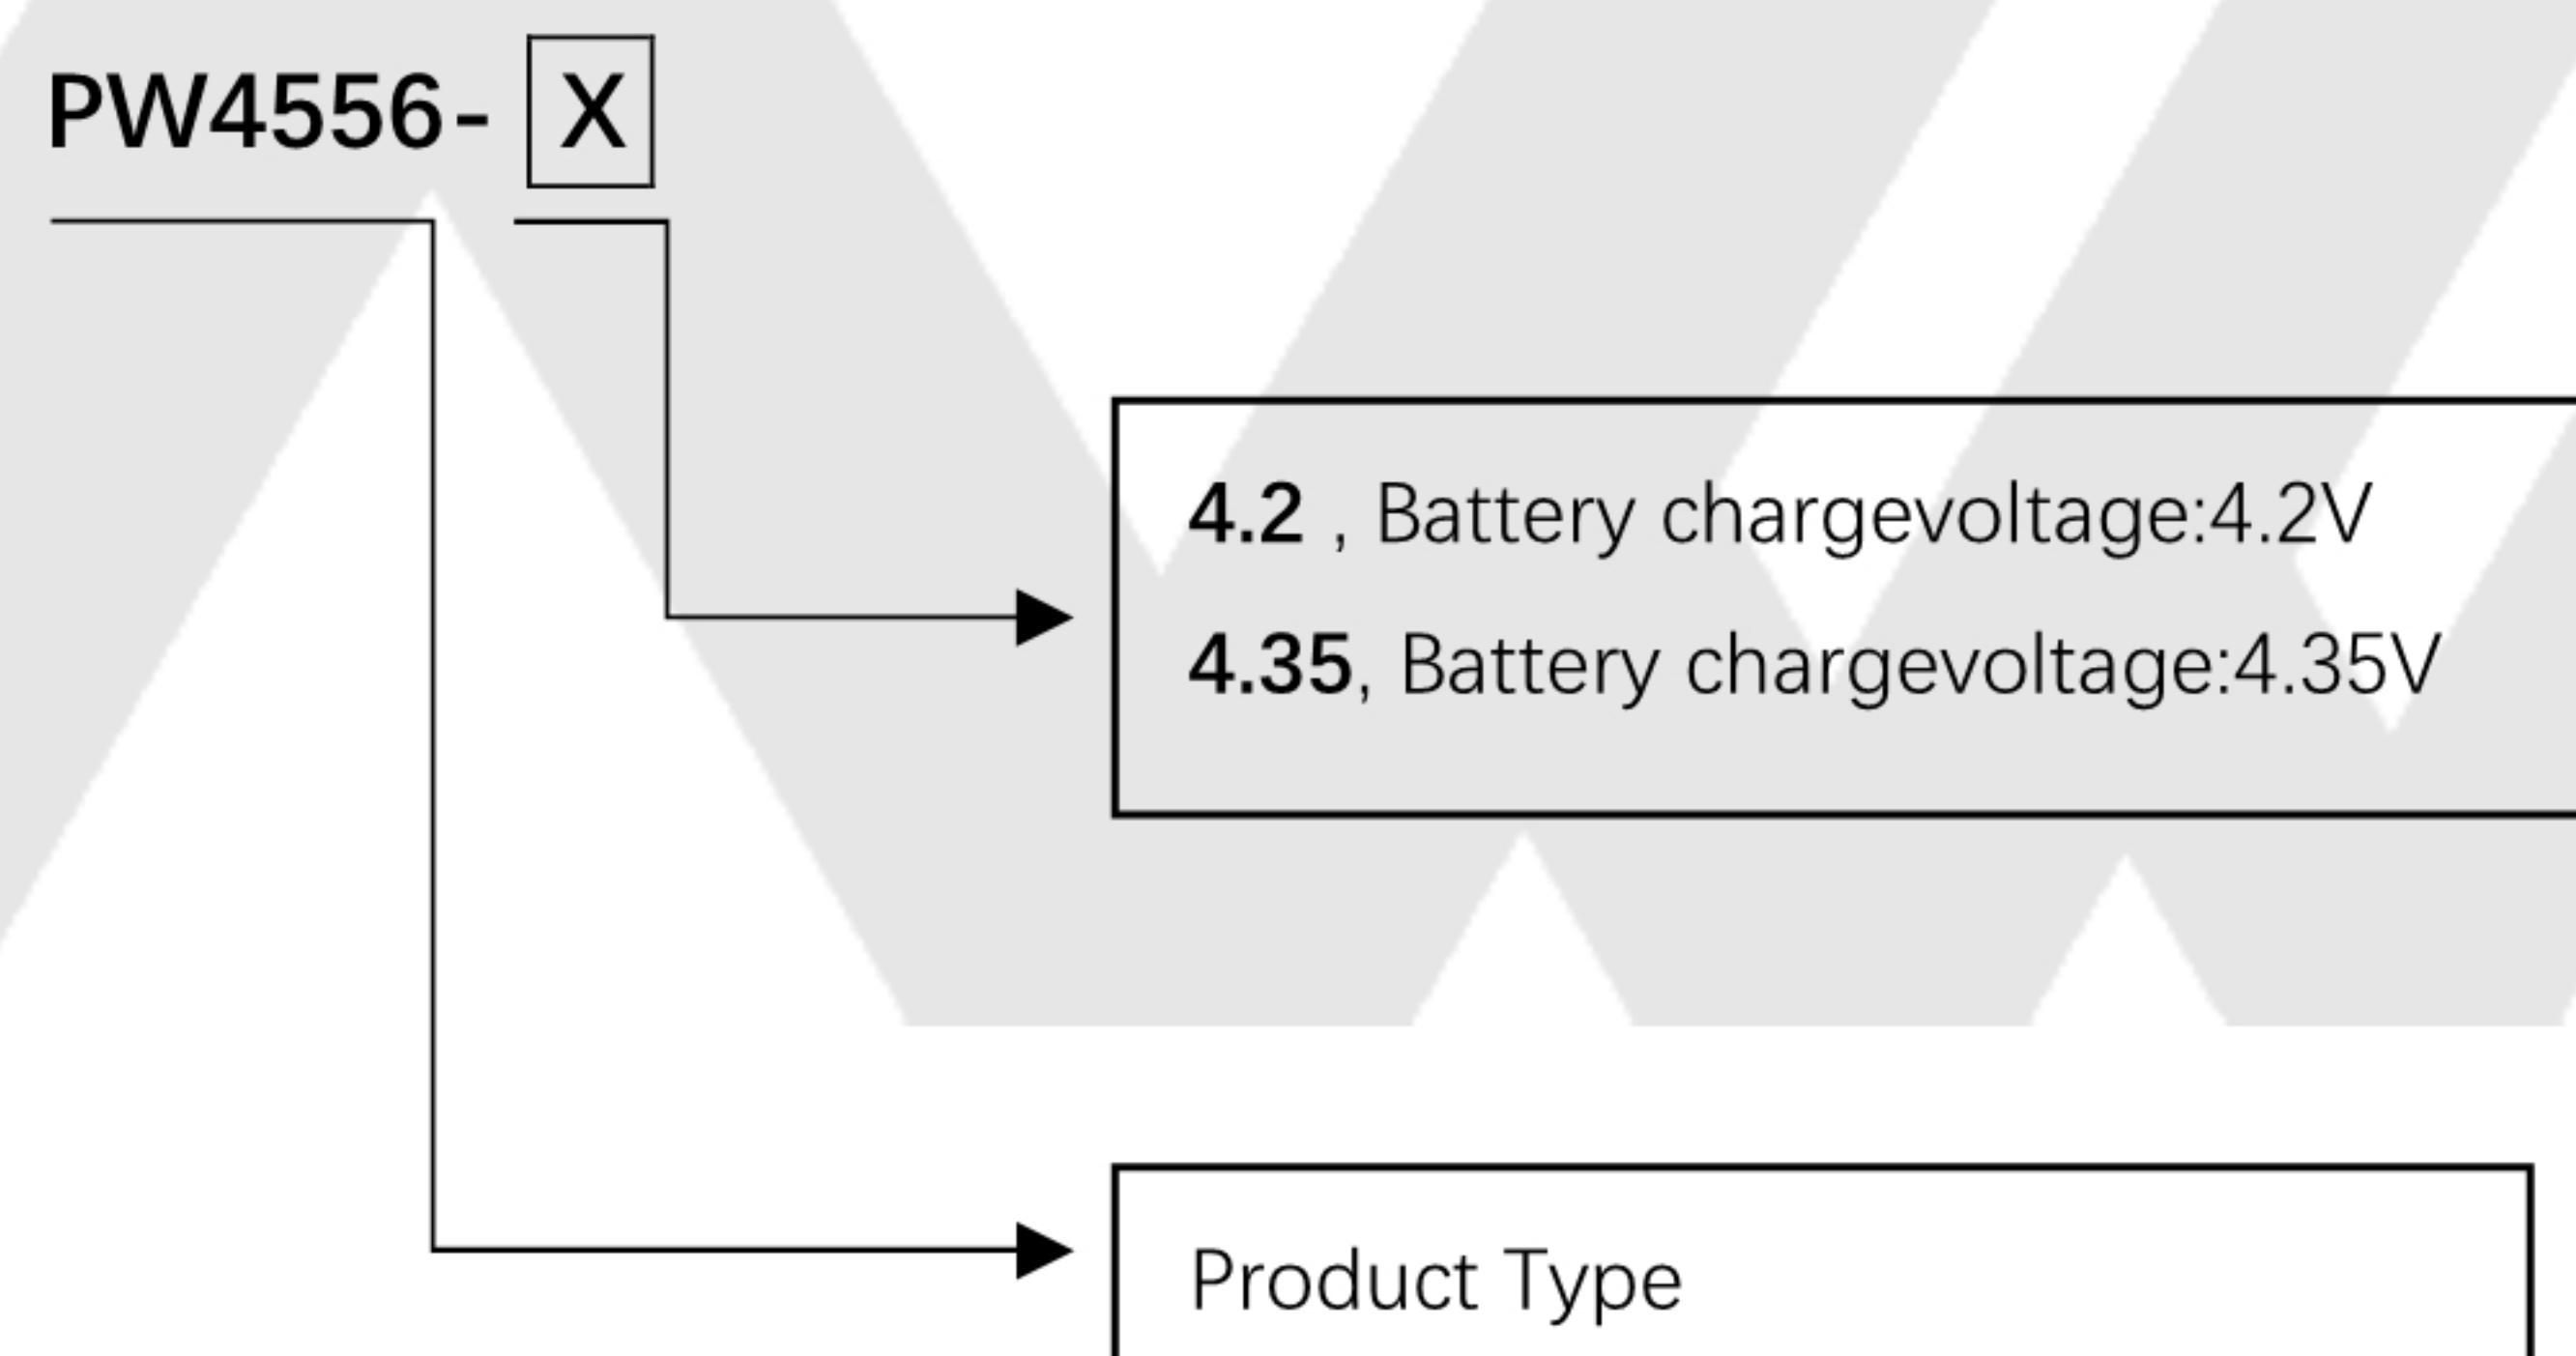 PW4556- X
4.2 , Battery chargevoltage:4.2V
4.35, Battery chargevoltage:4.35V
Product Type